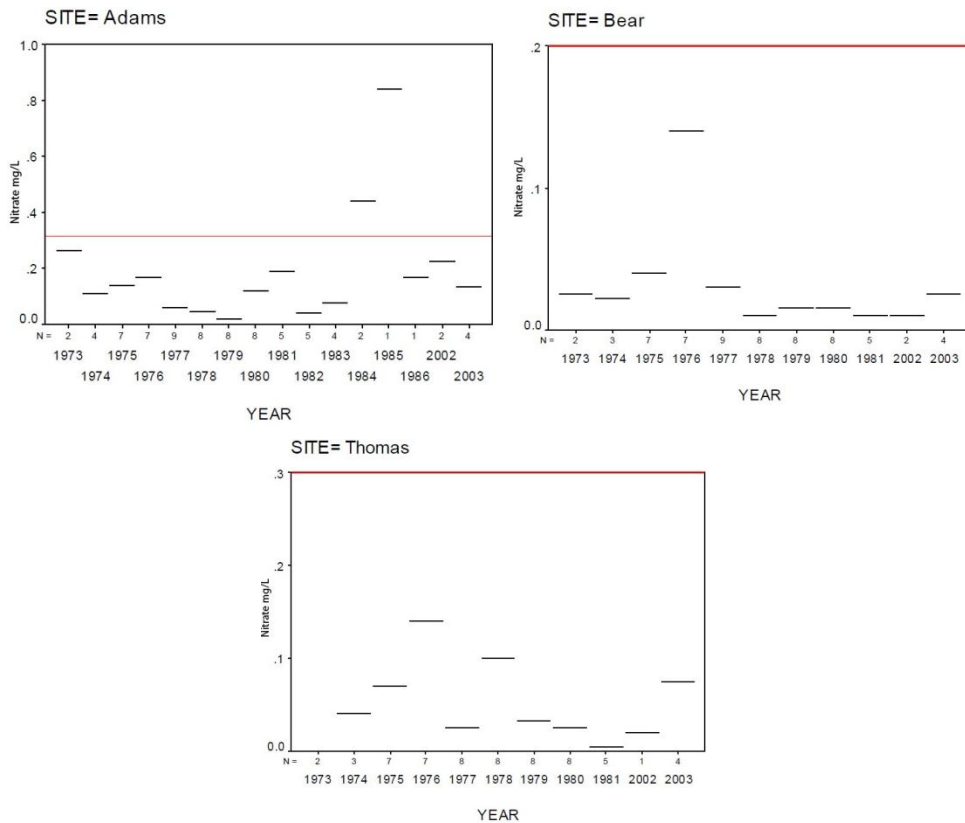 SITE= Adams
Nitrate mg/L
1.0
.8
.6
.4
.2
0.0
N = 2 4 7 7 9 8 8 8 5 5 4 2 1 1 2 4
1973 1975 1977 1979 1981 1983 1985 2002
1974 1976 1978 1980 1982 1984 1986 2003
YEAR
SITE= Bear
Nitrate mg/L
.2
.1
0.0
N = 2 3 7 7 9 8 8 8 5 2 4
1973 1974 1975 1976 1977 1978 1979 1980 1981 2002 2003
YEAR
SITE= Thomas
Nitrate mg/L
.3
.2
.1
0.0
N = 2 3 7 7 8 8 8 8 5 1 4
1973 1974 1975 1976 1977 1978 1979 1980 1981 2002 2003
YEAR